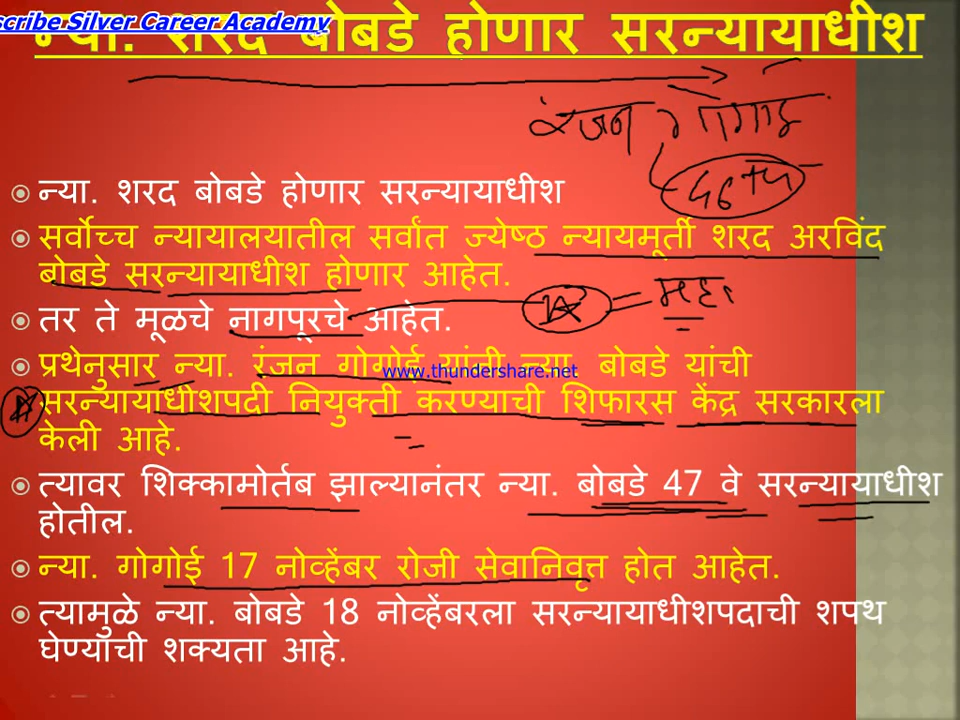 scribe Silver Career Academy
न्या. शरद बोबडे होणार सरन्यायाधीश
रंजन गोगोई
46
न्या. शरद बोबडे होणार सरन्यायाधीश
सर्वोच्च न्यायालयातील सर्वांत ज्येष्ठ न्यायमूर्ती शरद अरविंद
बोबडे सरन्यायाधीश होणार आहेत.
महा
तर ते मूळचे नागपूरचे आहेत.
प्रथेनुसार न्या. रंजन गोगोई यांनी न्या. बोबडे यांची
www.thundershare.net
सरन्यायाधीशपदी नियुक्ती करण्याची शिफारस केंद्र सरकारला
केली आहे.
त्यावर शिक्कामोर्तब झाल्यानंतर न्या. बोबडे 47 वे सरन्यायाधीश
होतील.
न्या. गोगोई 17 नोव्हेंबर रोजी सेवानिवृत्त होत आहेत.
त्यामुळे न्या. बोबडे 18 नोव्हेंबरला सरन्यायाधीशपदाची शपथ
घेण्याची शक्यता आहे.